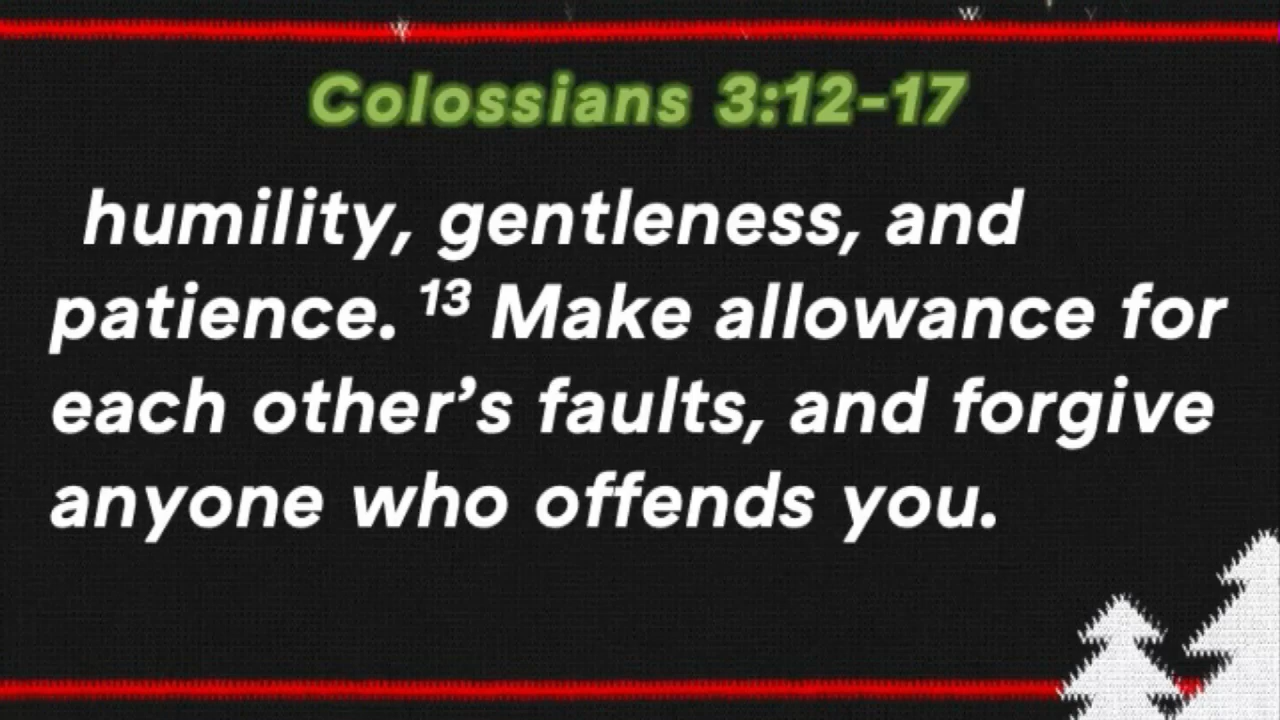 Colossians 3:12-17
humility, gentleness, and
patience. ¹³ Make allowance for
each other’s faults, and forgive
anyone who offends you.